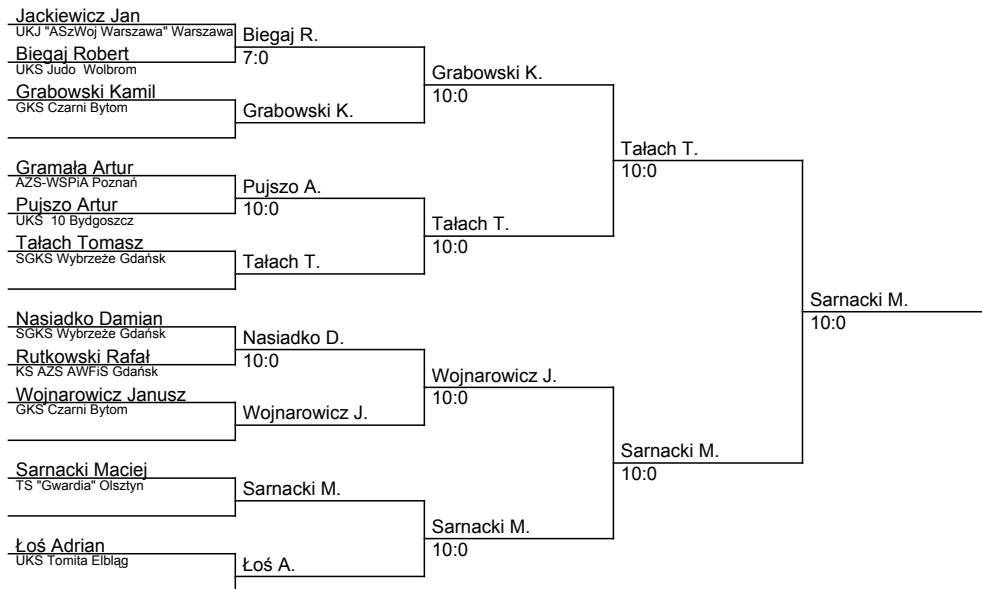 Jackiewicz Jan
UKJ "ASzWoj Warszawa" Warszawa
Biegaj R.
7:0
Biegaj Robert
UKS Judo  Wolbrom
Grabowski K.
10:0
Grabowski Kamil
GKS Czarni Bytom
Grabowski K.
Tałach T.
10:0
Gramała Artur
AZS-WSPiA Poznań
Pujszo A.
10:0
Pujszo Artur
UKS  10 Bydgoszcz
Tałach T.
10:0
Tałach Tomasz
SGKS Wybrzeże Gdańsk
Tałach T.
Sarnacki M.
10:0
Nasiadko Damian
SGKS Wybrzeże Gdańsk
Nasiadko D.
10:0
Rutkowski Rafał
KS AZS AWFiS Gdańsk
Wojnarowicz J.
10:0
Wojnarowicz Janusz
GKS Czarni Bytom
Wojnarowicz J.
Sarnacki M.
10:0
Sarnacki Maciej
TS "Gwardia" Olsztyn
Sarnacki M.
Sarnacki M.
10:0
Łoś Adrian
UKS Tomita Elbląg
Łoś A.